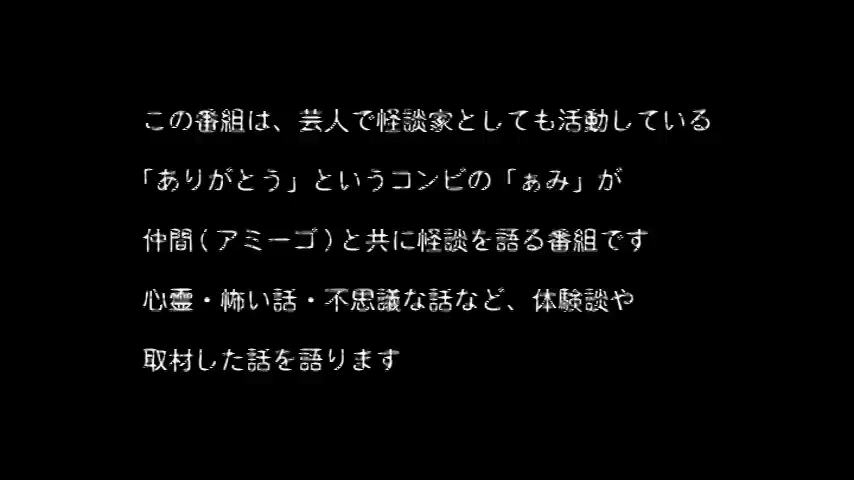 この番組は、芸人で怪談家としても活動している
「ありがとう」というコンビの「ぁみ」が
仲間(アミーゴ)と共に怪談を語る番組です
心霊・怖い話・不思議な話など、体験談や
取材した話を語ります